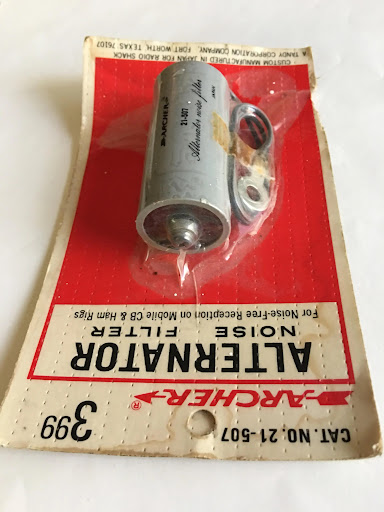 CAT. NO. 21-507 399
ARCHER®
ALTERNATOR
NOISE FILTER
For Noise-Free Reception on Mobile CB & Ham Rigs
ARCHER
21-507
Alternator noise filter
JAPAN
CUSTOM MANUFACTURED IN JAPAN FOR RADIO SHACK
A TANDY CORPORATION COMPANY FORT WORTH, TEXAS 76107